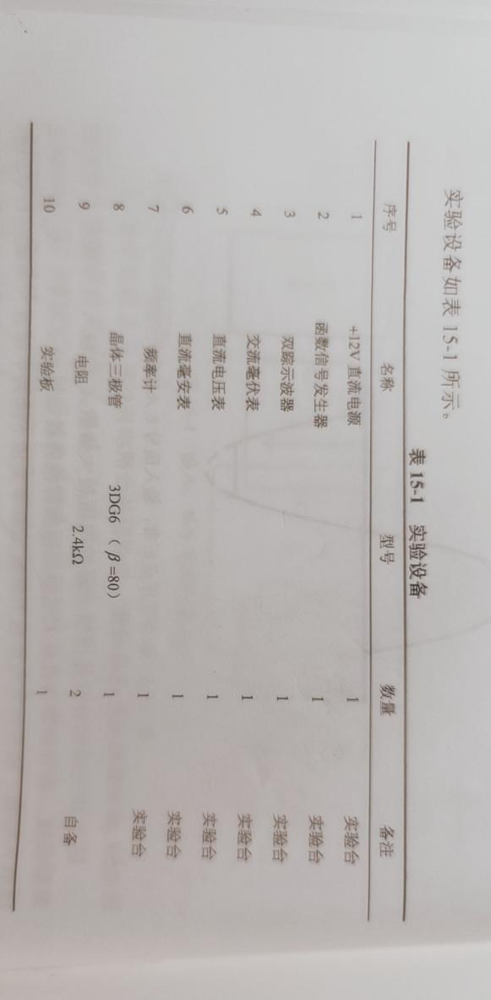 实验设备如表 15-1 所示。
表 15-1 实验设备
序号 名称 型号 数量 备注
1 +12V 直流电源 1 实验台
2 函数信号发生器 1 实验台
3 双踪示波器 1 实验台
4 交流毫伏表 1 实验台
5 直流电压表 1 实验台
6 直流毫安表 1 实验台
7 频率计 1 实验台
8 晶体三极管 3DG6 （β=80） 1
9 电阻 2.4kΩ 2 自备
10 实验板 1